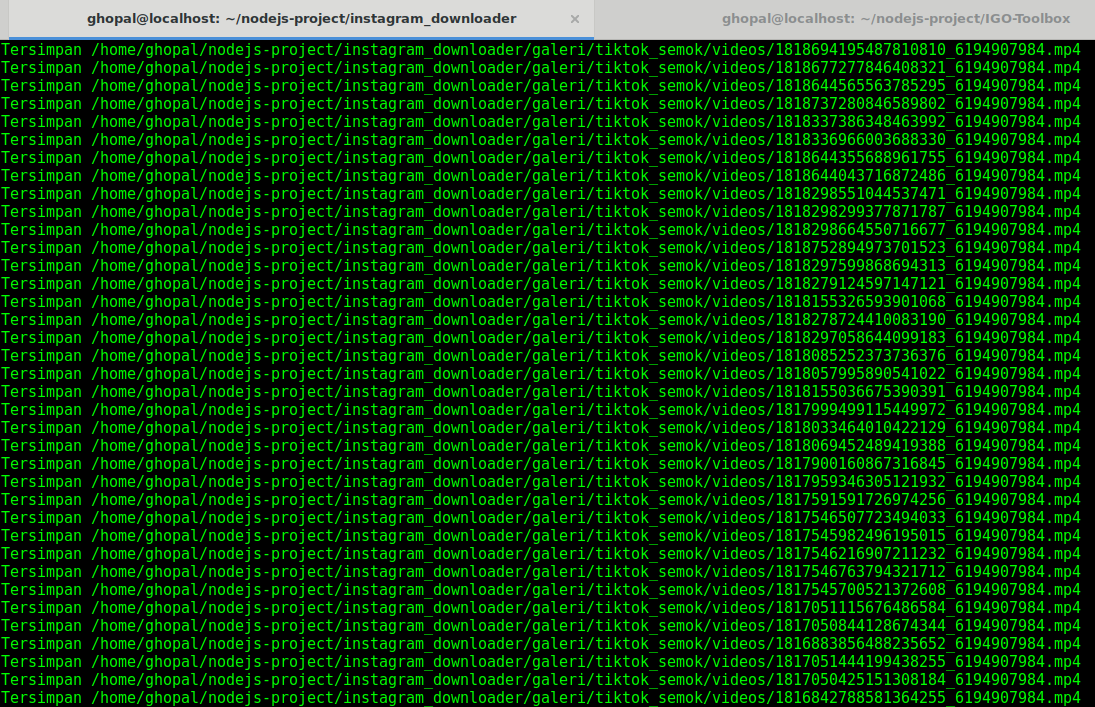 ghopal@localhost: ~/nodejs-project/instagram_downloader × ghopal@localhost: ~/nodejs-project/IGO-Toolbox
Tersimpan /home/ghopal/nodejs-project/instagram_downloader/galeri/tiktok_semok/videos/1818694195487810810_6194907984.mp4
Tersimpan /home/ghopal/nodejs-project/instagram_downloader/galeri/tiktok_semok/videos/1818677277846408321_6194907984.mp4
Tersimpan /home/ghopal/nodejs-project/instagram_downloader/galeri/tiktok_semok/videos/1818644565563785295_6194907984.mp4
Tersimpan /home/ghopal/nodejs-project/instagram_downloader/galeri/tiktok_semok/videos/1818737280846589802_6194907984.mp4
Tersimpan /home/ghopal/nodejs-project/instagram_downloader/galeri/tiktok_semok/videos/1818337386348463992_6194907984.mp4
Tersimpan /home/ghopal/nodejs-project/instagram_downloader/galeri/tiktok_semok/videos/1818336966003688330_6194907984.mp4
Tersimpan /home/ghopal/nodejs-project/instagram_downloader/galeri/tiktok_semok/videos/1818644355688961755_6194907984.mp4
Tersimpan /home/ghopal/nodejs-project/instagram_downloader/galeri/tiktok_semok/videos/1818644043716872486_6194907984.mp4
Tersimpan /home/ghopal/nodejs-project/instagram_downloader/galeri/tiktok_semok/videos/1818298551044537471_6194907984.mp4
Tersimpan /home/ghopal/nodejs-project/instagram_downloader/galeri/tiktok_semok/videos/1818298299377871787_6194907984.mp4
Tersimpan /home/ghopal/nodejs-project/instagram_downloader/galeri/tiktok_semok/videos/1818298664550716677_6194907984.mp4
Tersimpan /home/ghopal/nodejs-project/instagram_downloader/galeri/tiktok_semok/videos/1818752894973701523_6194907984.mp4
Tersimpan /home/ghopal/nodejs-project/instagram_downloader/galeri/tiktok_semok/videos/1818297599868694313_6194907984.mp4
Tersimpan /home/ghopal/nodejs-project/instagram_downloader/galeri/tiktok_semok/videos/1818279124597147121_6194907984.mp4
Tersimpan /home/ghopal/nodejs-project/instagram_downloader/galeri/tiktok_semok/videos/1818155326593901068_6194907984.mp4
Tersimpan /home/ghopal/nodejs-project/instagram_downloader/galeri/tiktok_semok/videos/1818278724410083190_6194907984.mp4
Tersimpan /home/ghopal/nodejs-project/instagram_downloader/galeri/tiktok_semok/videos/1818297058644099183_6194907984.mp4
Tersimpan /home/ghopal/nodejs-project/instagram_downloader/galeri/tiktok_semok/videos/1818085252373736376_6194907984.mp4
Tersimpan /home/ghopal/nodejs-project/instagram_downloader/galeri/tiktok_semok/videos/1818057995890541022_6194907984.mp4
Tersimpan /home/ghopal/nodejs-project/instagram_downloader/galeri/tiktok_semok/videos/1818155036675390391_6194907984.mp4
Tersimpan /home/ghopal/nodejs-project/instagram_downloader/galeri/tiktok_semok/videos/1817999499115449972_6194907984.mp4
Tersimpan /home/ghopal/nodejs-project/instagram_downloader/galeri/tiktok_semok/videos/1818033464010422129_6194907984.mp4
Tersimpan /home/ghopal/nodejs-project/instagram_downloader/galeri/tiktok_semok/videos/1818069452489419388_6194907984.mp4
Tersimpan /home/ghopal/nodejs-project/instagram_downloader/galeri/tiktok_semok/videos/1817900160867316845_6194907984.mp4
Tersimpan /home/ghopal/nodejs-project/instagram_downloader/galeri/tiktok_semok/videos/1817959346305121932_6194907984.mp4
Tersimpan /home/ghopal/nodejs-project/instagram_downloader/galeri/tiktok_semok/videos/1817591591726974256_6194907984.mp4
Tersimpan /home/ghopal/nodejs-project/instagram_downloader/galeri/tiktok_semok/videos/1817546507723494033_6194907984.mp4
Tersimpan /home/ghopal/nodejs-project/instagram_downloader/galeri/tiktok_semok/videos/1817545982496195015_6194907984.mp4
Tersimpan /home/ghopal/nodejs-project/instagram_downloader/galeri/tiktok_semok/videos/1817546216907211232_6194907984.mp4
Tersimpan /home/ghopal/nodejs-project/instagram_downloader/galeri/tiktok_semok/videos/1817546763794321712_6194907984.mp4
Tersimpan /home/ghopal/nodejs-project/instagram_downloader/galeri/tiktok_semok/videos/1817545700521372608_6194907984.mp4
Tersimpan /home/ghopal/nodejs-project/instagram_downloader/galeri/tiktok_semok/videos/1817051115676486584_6194907984.mp4
Tersimpan /home/ghopal/nodejs-project/instagram_downloader/galeri/tiktok_semok/videos/1817050844128674344_6194907984.mp4
Tersimpan /home/ghopal/nodejs-project/instagram_downloader/galeri/tiktok_semok/videos/1816883856488235652_6194907984.mp4
Tersimpan /home/ghopal/nodejs-project/instagram_downloader/galeri/tiktok_semok/videos/1817051444199438255_6194907984.mp4
Tersimpan /home/ghopal/nodejs-project/instagram_downloader/galeri/tiktok_semok/videos/1817050425151308184_6194907984.mp4
Tersimpan /home/ghopal/nodejs-project/instagram_downloader/galeri/tiktok_semok/videos/1816842788581364255_6194907984.mp4